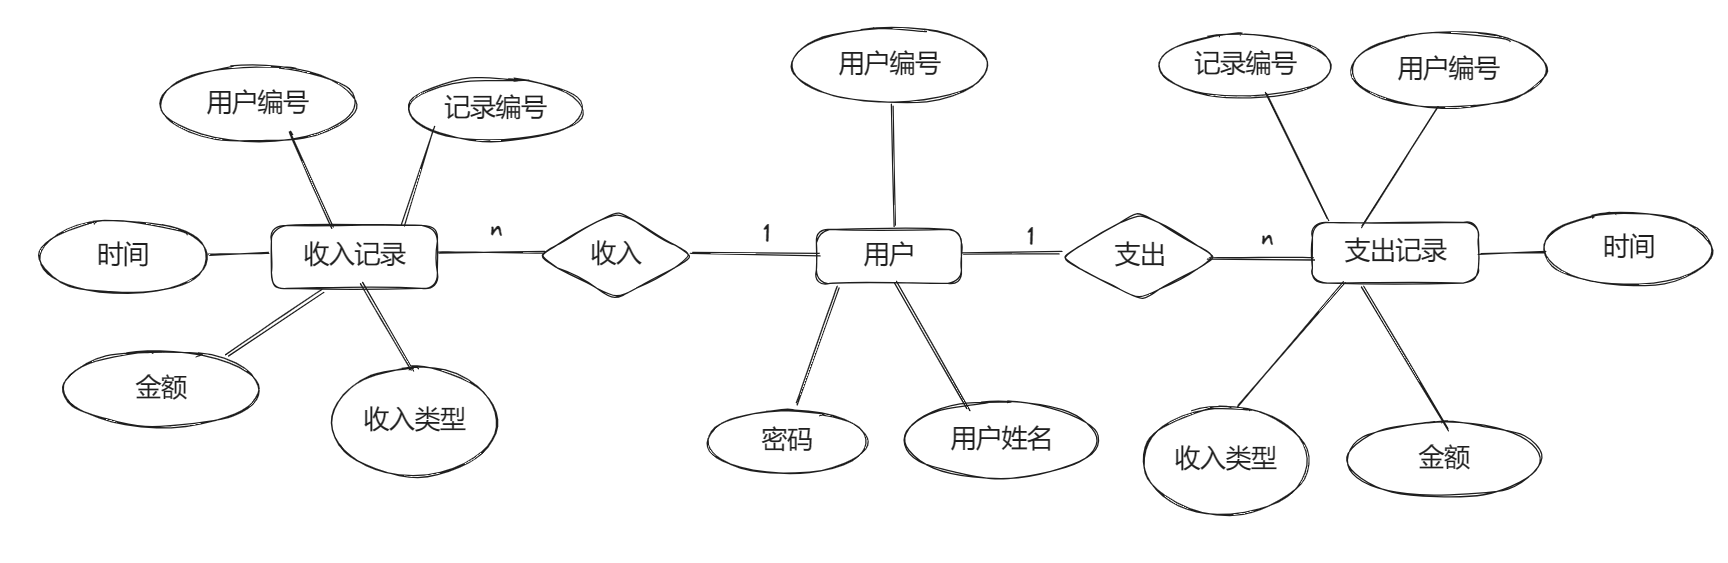 用户编号
记录编号
用户编号
记录编号
用户编号
时间
收入记录
n
收入
1
用户
1
支出
n
支出记录
时间
金额
收入类型
密码
用户姓名
收入类型
金额